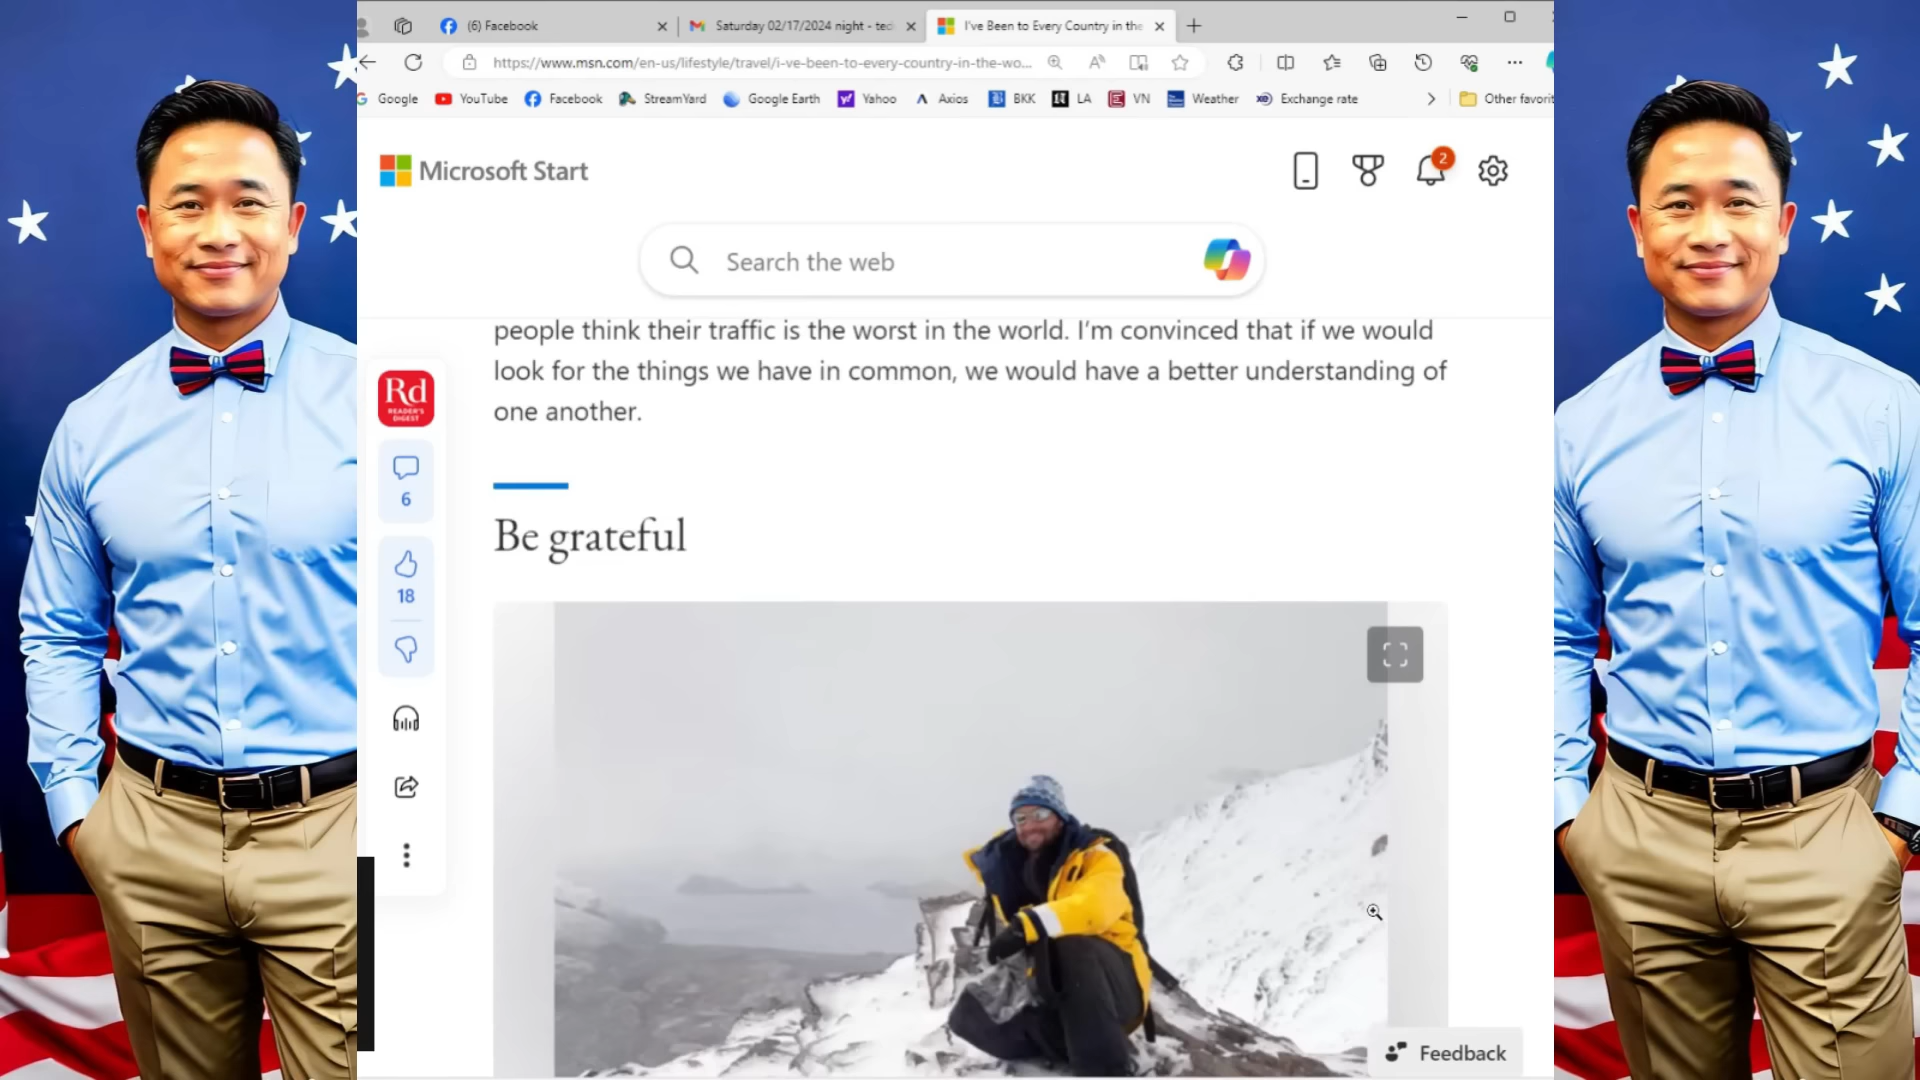 (6) Facebook
Saturday 02/17/2024 night - ted
I've Been to Every Country in the
https://www.msn.com/en-us/lifestyle/travel/i-ve-been-to-every-country-in-the-wo...
Google
YouTube
Facebook
StreamYard
Google Earth
Yahoo
Axios
BKK
LA
VN
Weather
Exchange rate
Other favorit
Microsoft Start
2
Search the web
people think their traffic is the worst in the world. I'm convinced that if we would
look for the things we have in common, we would have a better understanding of
one another.
Rd
READER'S
DIGEST
6
18
Be grateful
Feedback